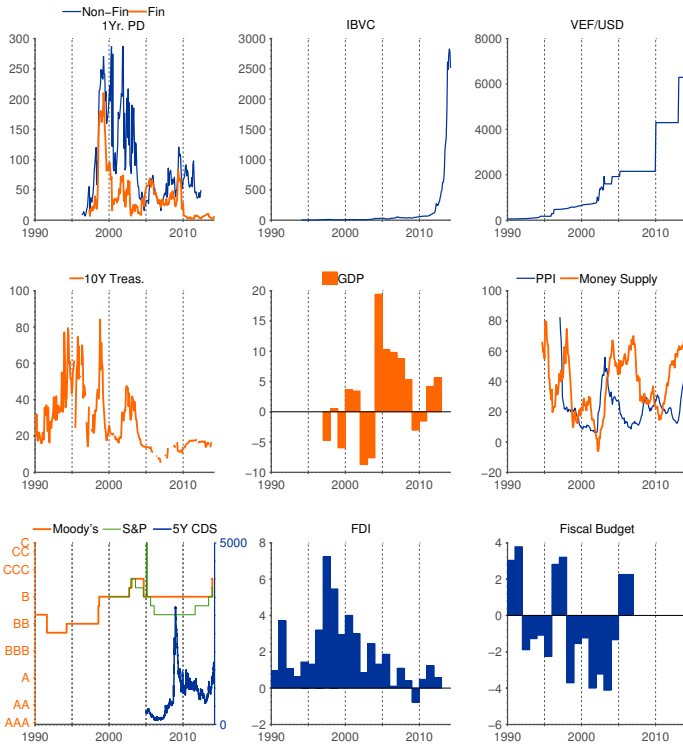 Non−Fin Fin
1Yr. PD
300
250
200
150
100
50
0
1990 2000 2010
IBVC
3000
2500
2000
1500
1000
500
0
1990 2000 2010
VEF/USD
8000
6000
4000
2000
0
1990 2000 2010
10Y Treas.
100
80
60
40
20
0
1990 2000 2010
GDP
20
15
10
5
0
−5
−10
1990 2000 2010
PPI Money Supply
100
80
60
40
20
0
−20
1990 2000 2010
Moody's S&P 5Y CDS
C
CC
CCC
B
BB
BBB
A
AA
AAA
5000
0
1990 2000 2010
FDI
8
6
4
2
0
−2
1990 2000 2010
Fiscal Budget
4
2
0
−2
−4
−6
1990 2000 2010